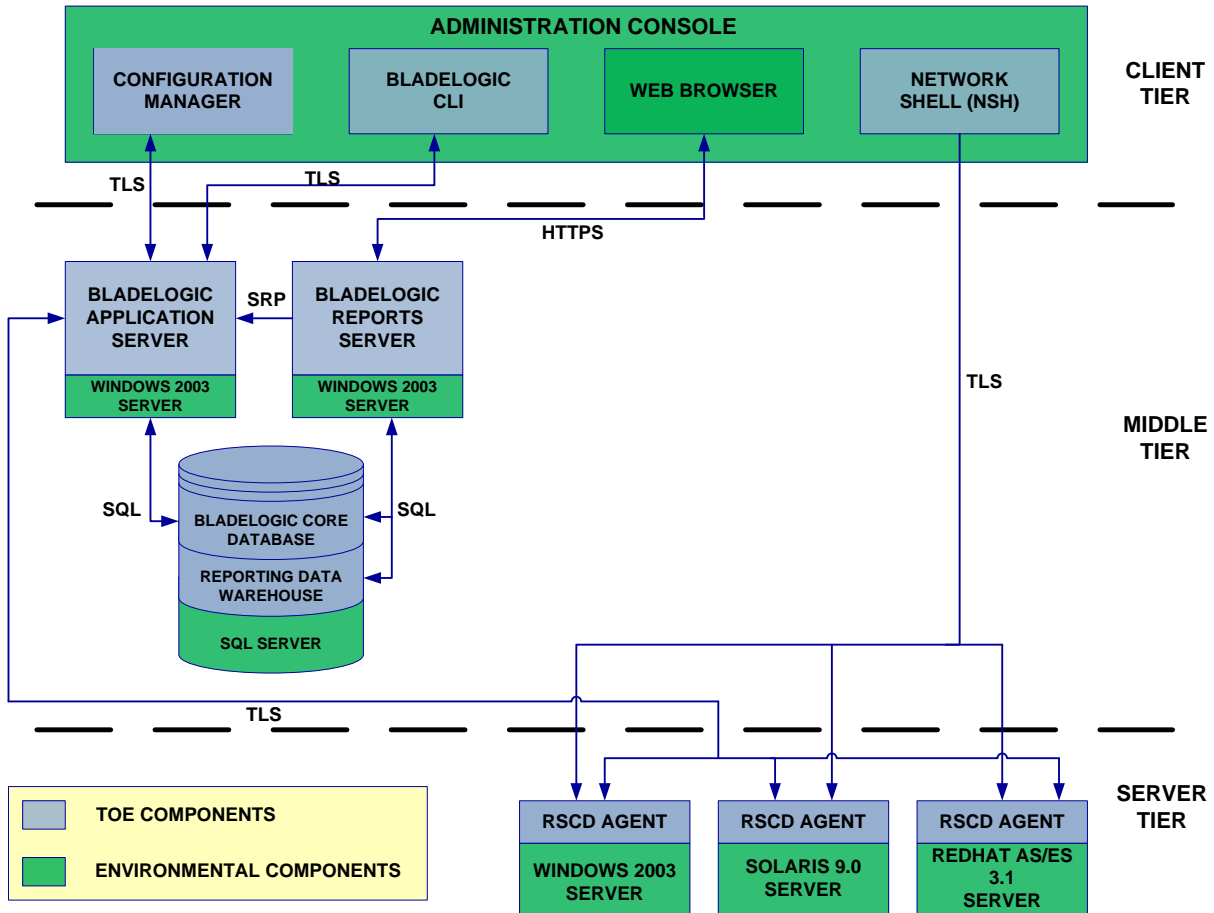 ADMINISTRATION CONSOLE
CONFIGURATION
MANAGER
BLADELOGIC
CLI
WEB BROWSER
NETWORK
SHELL (NSH)
CLIENT
TIER
TLS
TLS
HTTPS
BLADELOGIC
APPLICATION
SERVER
WINDOWS 2003
SERVER
SRP
BLADELOGIC
REPORTS
SERVER
WINDOWS 2003
SERVER
TLS
MIDDLE
TIER
SQL
SQL
BLADELOGIC CORE
DATABASE
REPORTING DATA
WAREHOUSE
SQL SERVER
TLS
TOE COMPONENTS
ENVIRONMENTAL COMPONENTS
RSCD AGENT
WINDOWS 2003
SERVER
RSCD AGENT
SOLARIS 9.0
SERVER
RSCD AGENT
REDHAT AS/ES
3.1
SERVER
SERVER
TIER